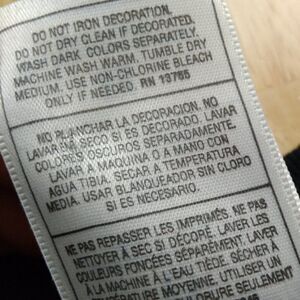 DO NOT IRON DECORATION.
DO NOT DRY CLEAN IF DECORATED.
WASH DARK COLORS SEPARATELY.
MACHINE WASH WARM. TUMBLE DRY
MEDIUM. USE NON-CHLORINE BLEACH
ONLY IF NEEDED. RN 13765
NO PLANCHAR LA DECORACION. NO
LAVAR EN SECO SI ES DECORADO. LAVAR
COLORES OSCUROS SEPARADAMENTE.
LAVAR A MAQUINA O A MANO CON
AGUA TIBIA. SECAR A TEMPERATURA
MEDIA. USAR BLANQUEADOR SIN CLORO
SI ES NECESARIO.
NE PAS REPASSER LES IMPRIMÉS. NE PAS
NETTOYER À SEC SI DÉCORÉ. LAVER LES
COULEURS FONCÉES SÉPARÉMENT. LAVER
À LA MACHINE À L'EAU TIÈDE. SÉCHER À
TEMPÉRATURE MOYENNE. UTILISER UN
POUR COULEUR SEULEMENT